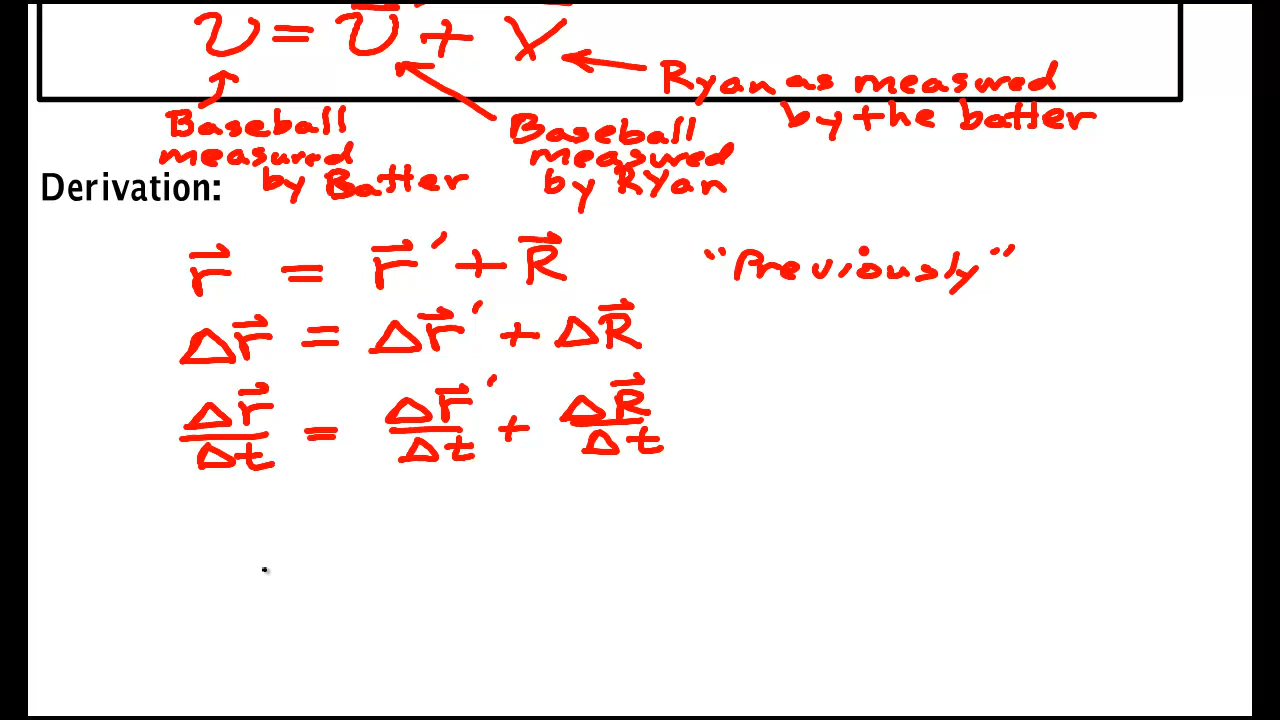 v = v⃗′ + V
Ryan as measured
by the batter
Baseball
measured
by Batter
Baseball
measured
by Ryan
Derivation:
r⃗ = r⃗′ + R⃗ "Previously"
Δr⃗ = Δr⃗′ + ΔR⃗
Δr⃗/Δt = Δr⃗′/Δt + ΔR⃗/Δt